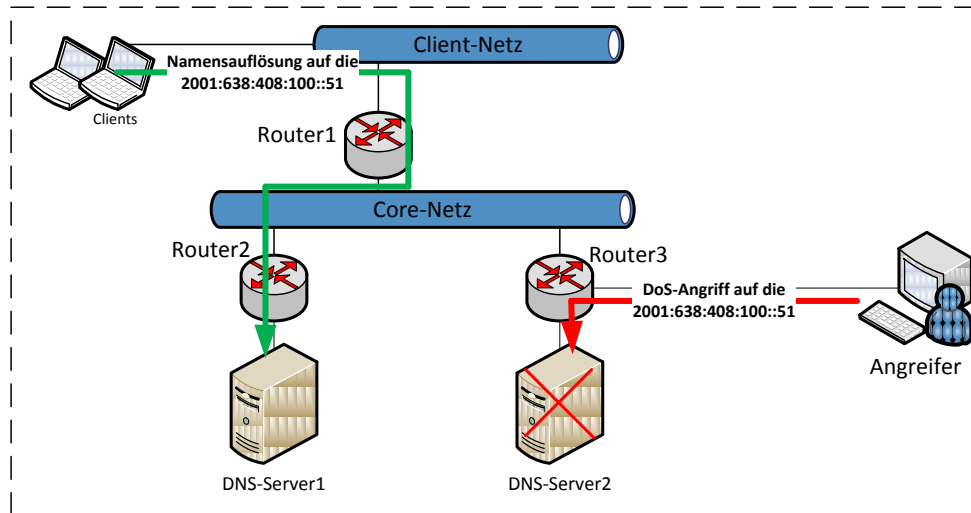 Client-Netz
Namensauflösung auf die
2001:638:408:100::51
Clients
Router1
Core-Netz
Router2
Router3
DoS-Angriff auf die
2001:638:408:100::51
Angreifer
DNS-Server1
DNS-Server2